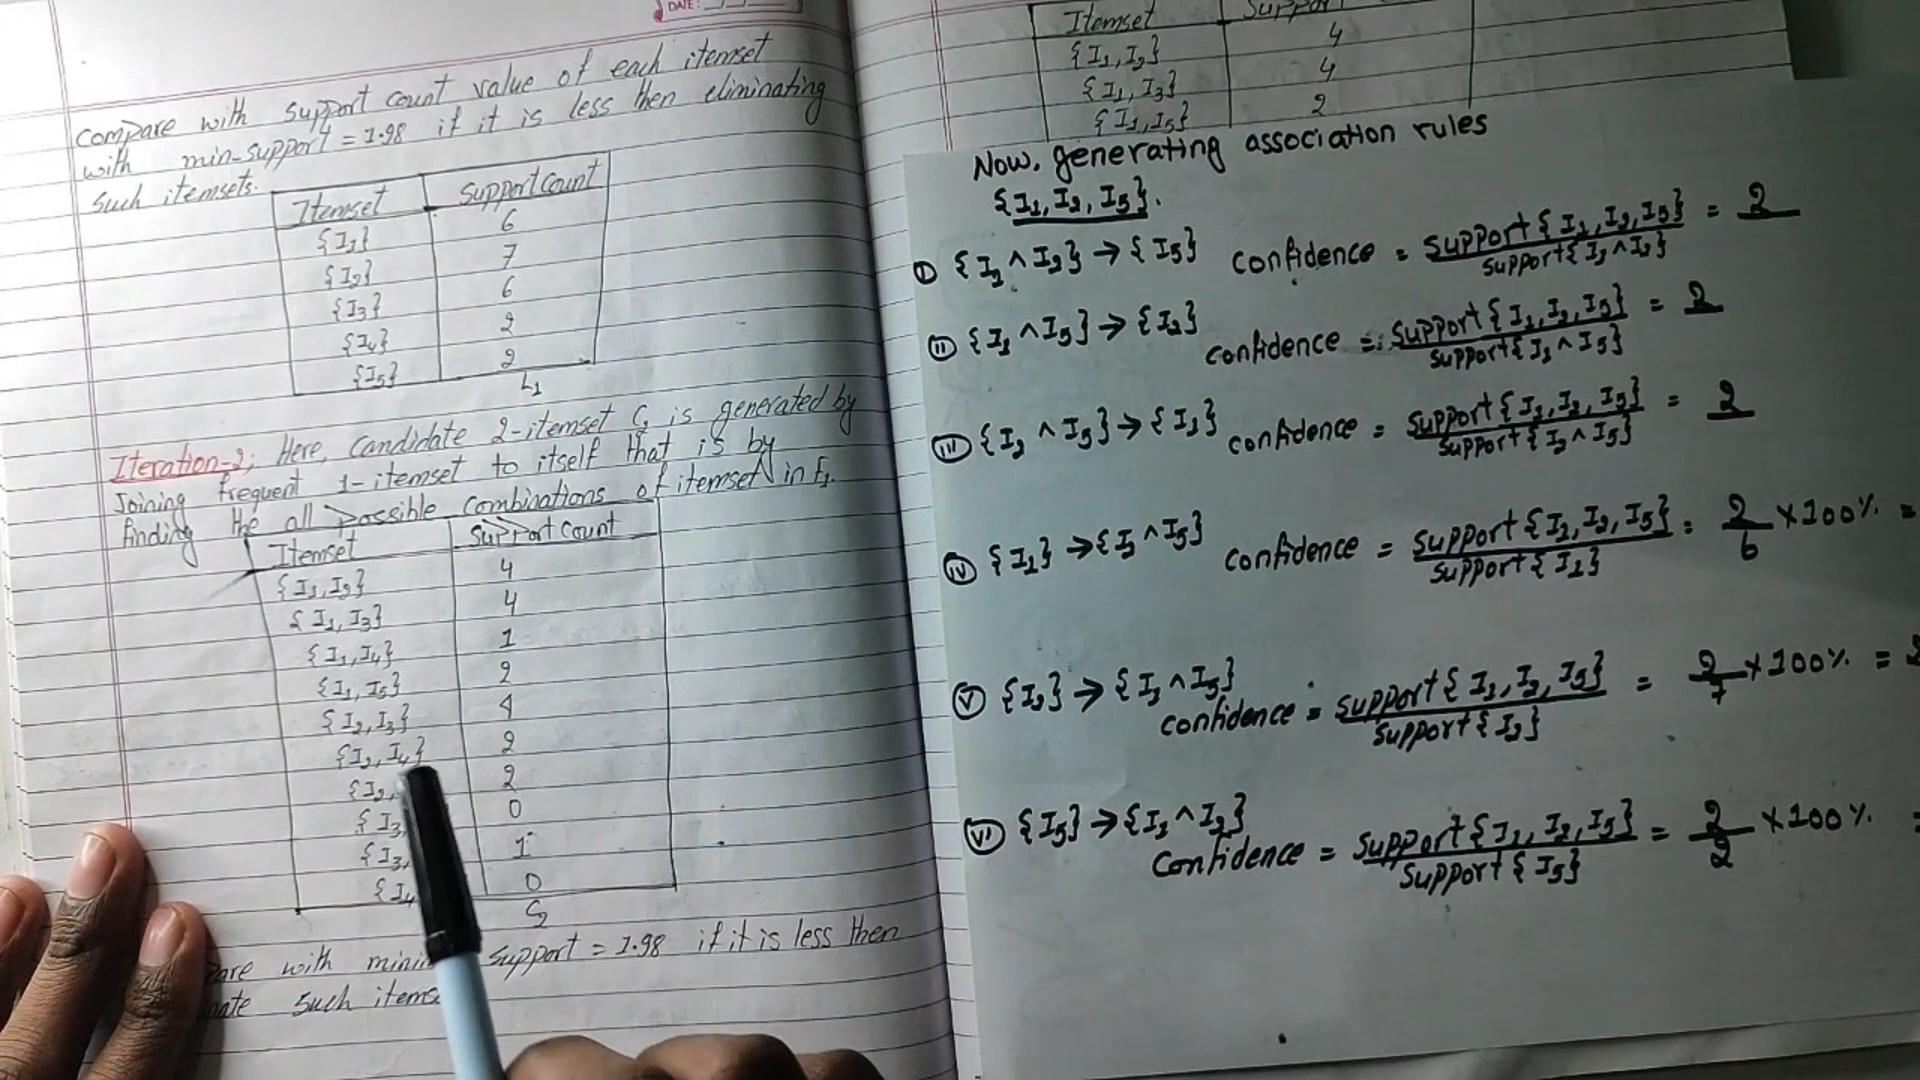 DATE:
Compare with support count value of each itemset
with min-support = 1.98 if it is less then eliminating
such itemsets.
Itemset Support Count
{I1} 6
{I2} 7
{I3} 6
{I4} 2
{I5} 2
L1
Iteration-2; Here, Candidate 2-itemset C2 is generated by
Joining frequent 1-itemset to itself that is by
finding the all possible combinations of itemset in F1.
Itemset Support Count
{I1, I2} 4
{I1, I3} 4
{I1, I4} 1
{I1, I5} 2
{I2, I3} 4
{I2, I4} 2
{I2, 2
{I3, 0
{I3, 1
{I4 0
C2
with support = 1.98 if it is less then
such
Itemset Support
{I1, I2} 4
{I1, I3} 4
{I1, I5} 2
Now, generating association rules
{I1, I2, I5}.
(i) {I1 ^ I2} → {I5} confidence = support{I1, I2, I5} / support{I1 ^ I2} = 2
(ii) {I1 ^ I5} → {I2} confidence = support{I1, I2, I5} / support{I1 ^ I5} = 2
(iii) {I2 ^ I5} → {I1} confidence = support{I1, I2, I5} / support{I2 ^ I5} = 2
(iv) {I1} → {I2 ^ I5} confidence = support{I1, I2, I5} / support{I1} = 2/6 × 100% =
(v) {I2} → {I1 ^ I5} confidence = support{I1, I2, I5} / support{I2} = 2/7 × 100% =
(vi) {I5} → {I1 ^ I2} confidence = support{I1, I2, I5} / support{I5} = 2/2 × 100% =